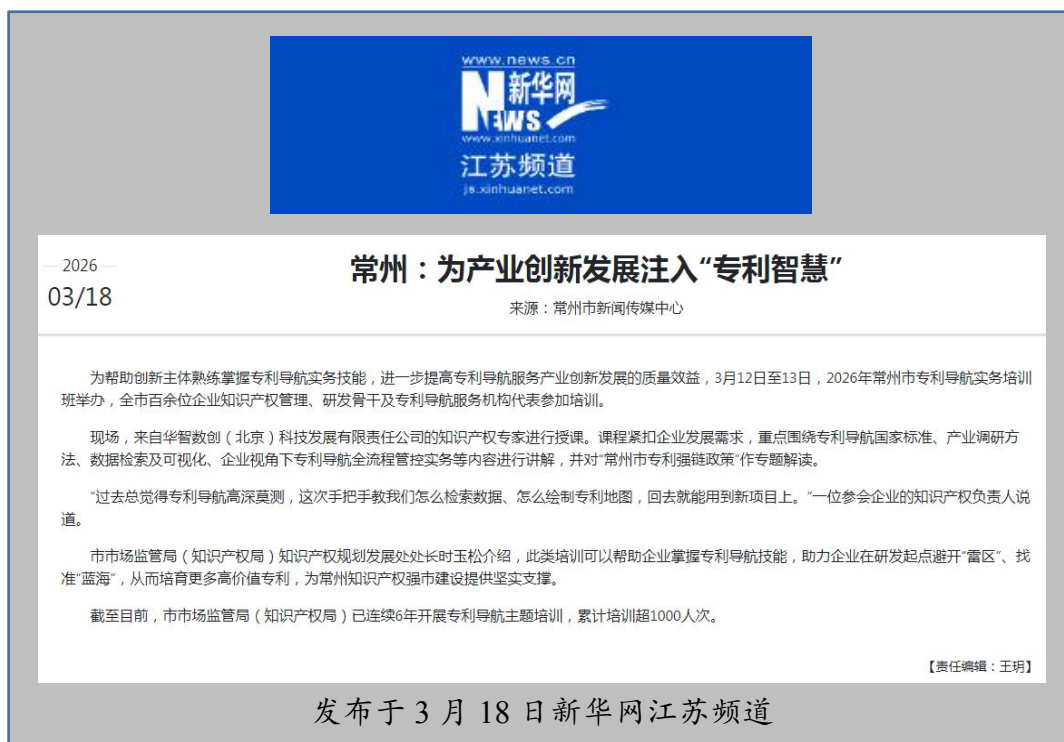 www.news.cn
新华网
NEWS
www.xinhuanet.com
江苏频道
js.xinhuanet.com
2026
03/18
常州：为产业创新发展注入“专利智慧”
来源：常州市新闻传媒中心
为帮助创新主体熟练掌握专利导航实务技能，进一步提高专利导航服务产业创新发展的质量效益，3月12日至13日，2026年常州市专利导航实务培训
班举办，全市百余位企业知识产权管理、研发骨干及专利导航服务机构代表参加培训。
现场，来自华智数创（北京）科技发展有限责任公司的知识产权专家进行授课。课程紧扣企业发展需求，重点围绕专利导航国家标准、产业调研方
法、数据检索及可视化、企业视角下专利导航全流程管控实务等内容进行讲解，并对“常州市专利强链政策”作专题解读。
“过去总觉得专利导航高深莫测，这次手把手教我们怎么检索数据、怎么绘制专利地图，回去就能用到新项目上。”一位参会企业的知识产权负责人说
道。
市市场监管局（知识产权局）知识产权规划发展处处长时玉松介绍，此类培训可以帮助企业掌握专利导航技能，助力企业在研发起点避开“雷区”、找
准“蓝海”，从而培育更多高价值专利，为常州知识产权强市建设提供坚实支撑。
截至目前，市市场监管局（知识产权局）已连续6年开展专利导航主题培训，累计培训超1000人次。
【责任编辑：王玥】
发布于 3 月 18 日新华网江苏频道